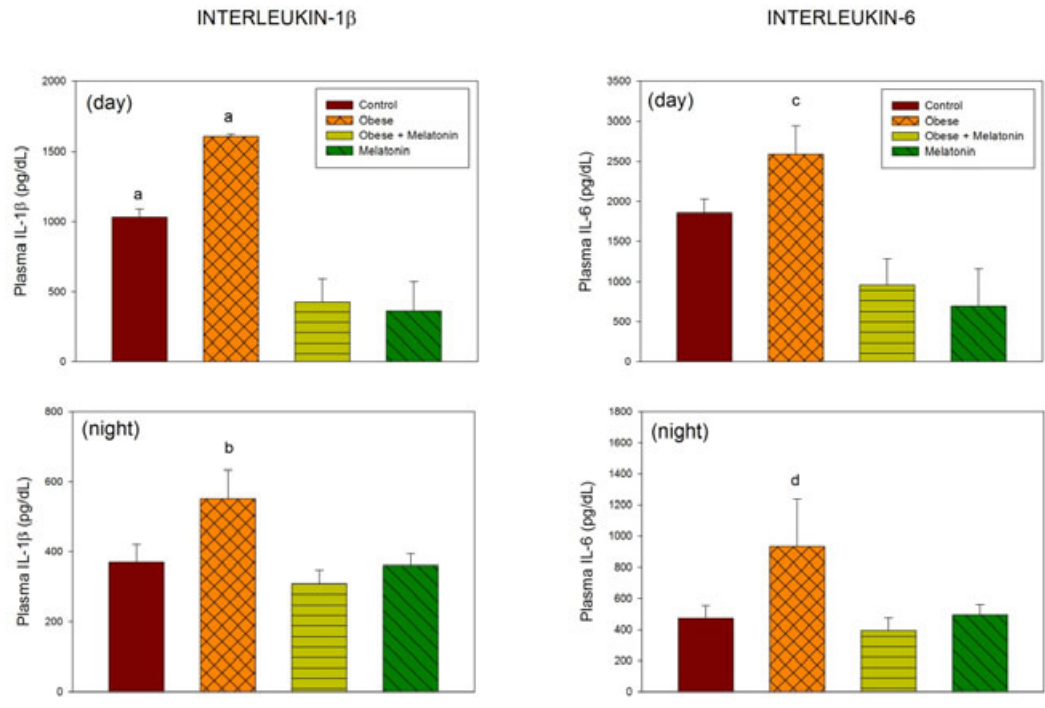 INTERLEUKIN-1β
INTERLEUKIN-6
2000
1500
1000
500
0
Plasma IL-1β (pg/dL)
(day)
a
a
Control
Obese
Obese + Melatonin
Melatonin
3500
3000
2500
2000
1500
1000
500
0
Plasma IL-6 (pg/dL)
(day)
c
Control
Obese
Obese + Melatonin
Melatonin
800
600
400
200
0
Plasma IL-1β (pg/dL)
(night)
b
1800
1600
1400
1200
1000
800
600
400
200
0
Plasma IL-6 (pg/dL)
(night)
d